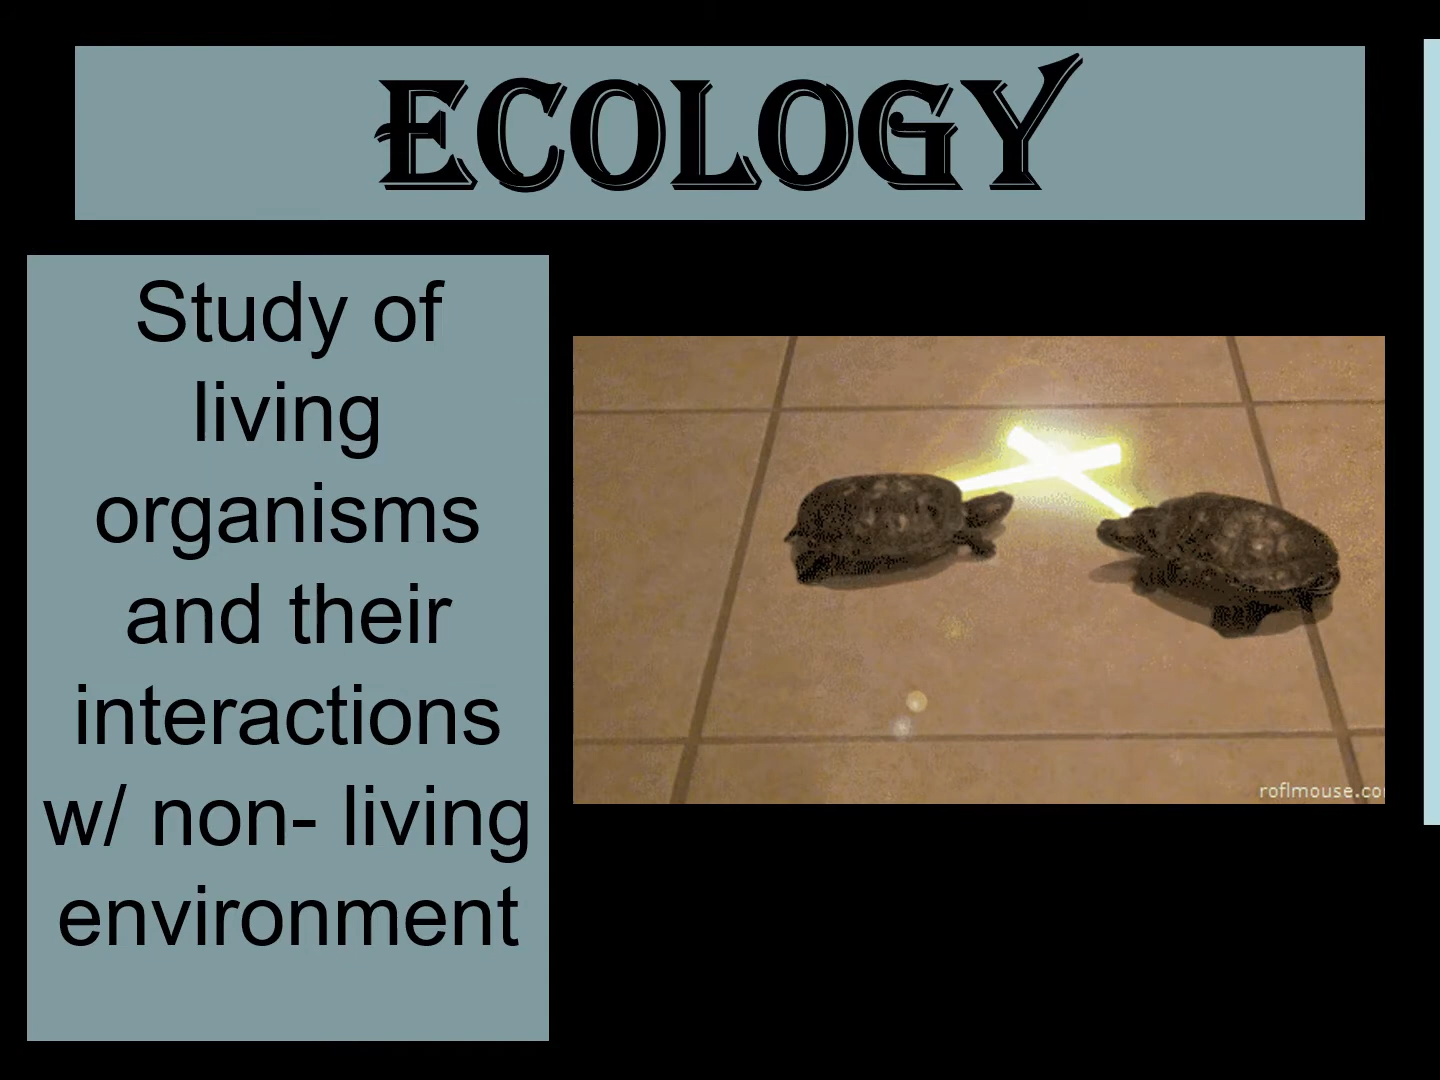 ECOLOGY
Study of
living
organisms
and their
interactions
w/ non- living
environment
roflmouse.co